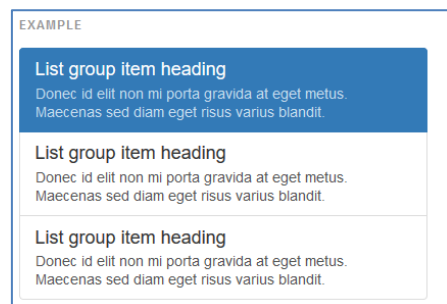 EXAMPLE
List group item heading
Donec id elit non mi porta gravida at eget metus.
Maecenas sed diam eget risus varius blandit.
List group item heading
Donec id elit non mi porta gravida at eget metus.
Maecenas sed diam eget risus varius blandit.
List group item heading
Donec id elit non mi porta gravida at eget metus.
Maecenas sed diam eget risus varius blandit.